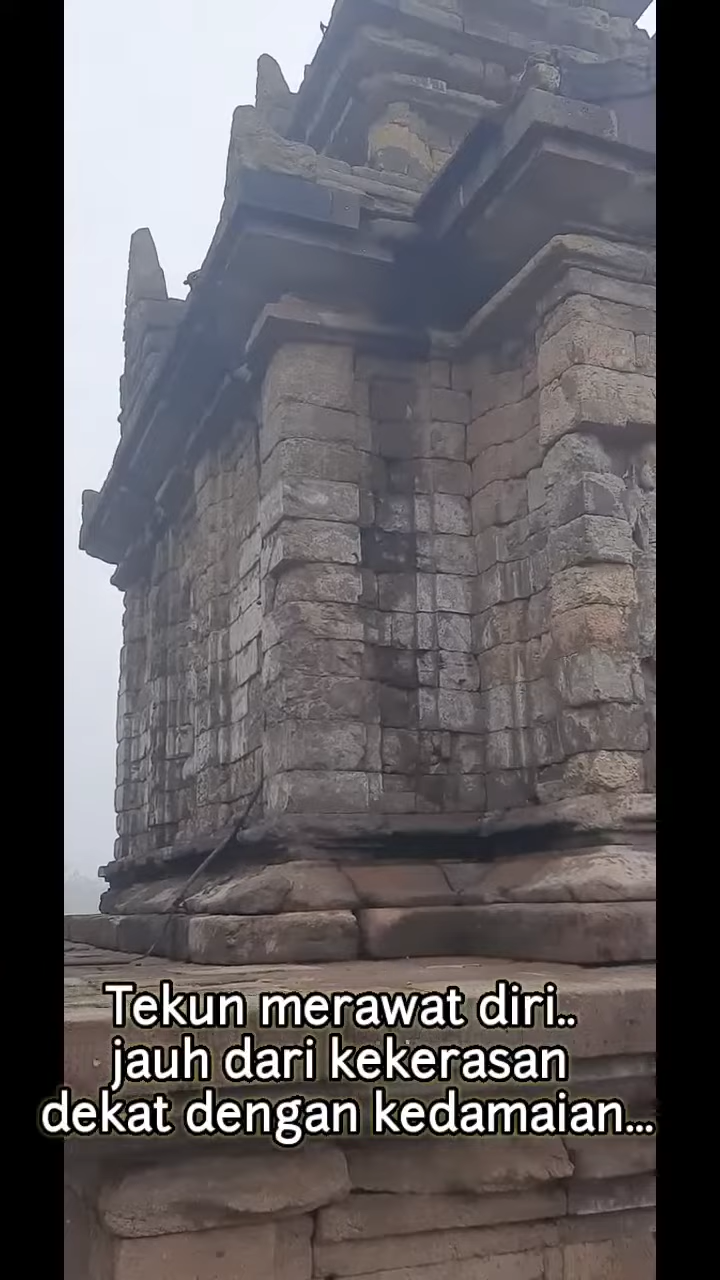 Tekun merawat diri..
jauh dari kekerasan
dekat dengan kedamaian...